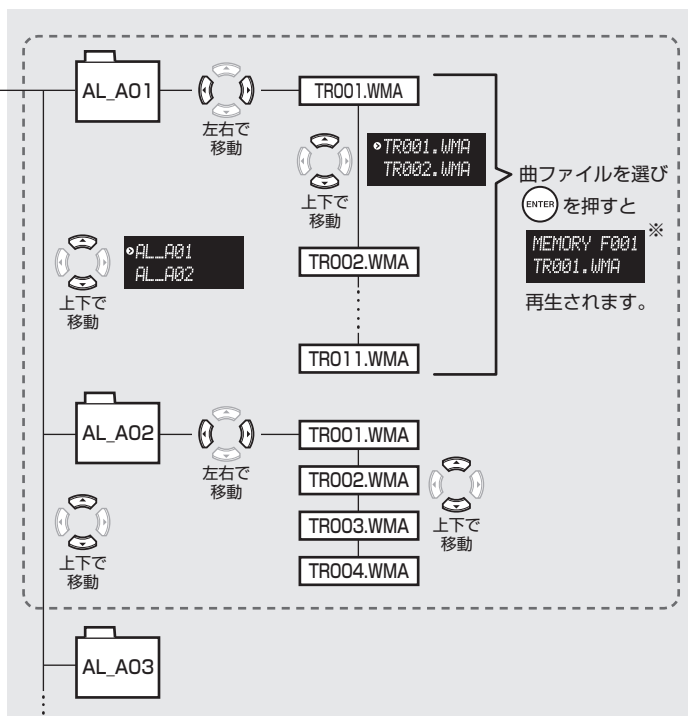 AL_A01
左右で
移動
TR001.WMA
上下で
移動
TR001.WMA
TR002.WMA
曲ファイルを選び
ENTER を押すと
MEMORY F001 ※
TR001.WMA
再生されます。
上下で
移動
AL_A01
AL_A02
TR002.WMA
TR011.WMA
AL_A02
左右で
移動
TR001.WMA
TR002.WMA
TR003.WMA
TR004.WMA
上下で
移動
上下で
移動
AL_A03